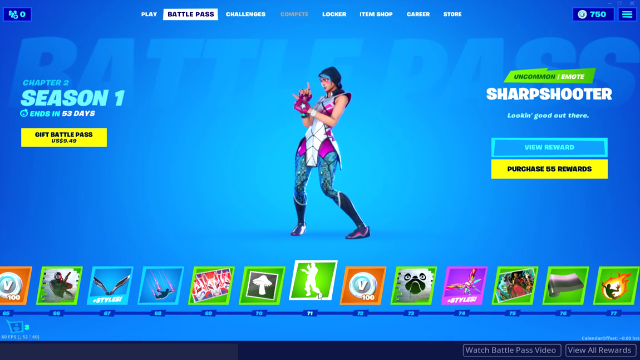 0
PLAY
BATTLE PASS
CHALLENGES
COMPETE
LOCKER
ITEM SHOP
CAREER
STORE
750
BATTLE PASS
CHAPTER 2
SEASON 1
ENDS IN 53 DAYS
GIFT BATTLE PASS
US$9.49
UNCOMMON | EMOTE
SHARPSHOOTER
Lookin' good out there.
VIEW REWARD
PURCHASE 55 REWARDS
V 100
+STYLES!
V 100
+STYLES!
65 66 67 68 69 70 71 72 73 74 75 76 77
3
Watch Battle Pass Video
View All Rewards